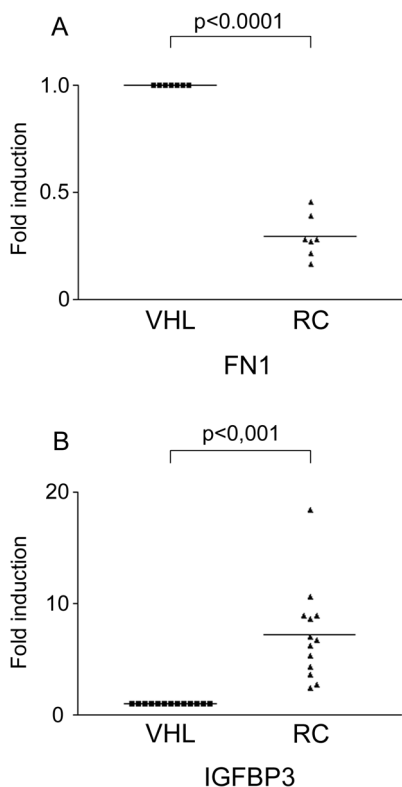 A
p<0.0001
1.0
0.5
0
Fold induction
VHL RC
FN1
B
p<0,001
20
10
0
Fold induction
VHL RC
IGFBP3